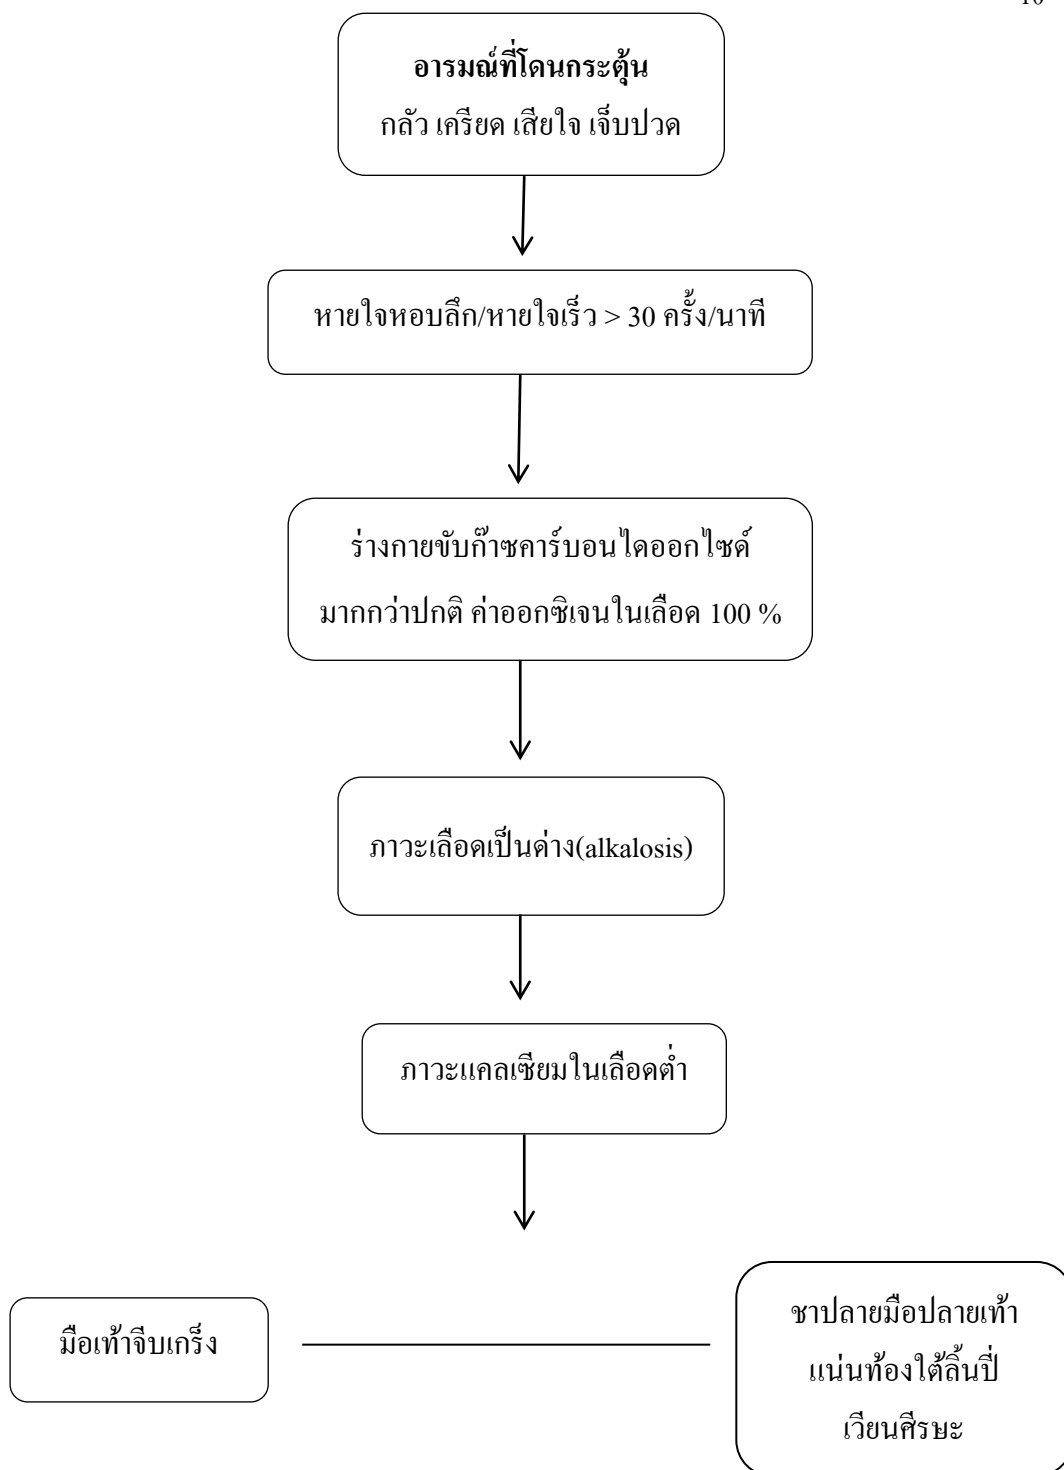 อารมณ์ที่โดนกระตุ้น
กลัว เครียด เสียใจ เจ็บปวด
หายใจหอบลึก/หายใจเร็ว > 30 ครั้ง/นาที
ร่างกายขับก๊าซคาร์บอนไดออกไซด์
มากกว่าปกติ ค่าออกซิเจนในเลือด 100 %
ภาวะเลือดเป็นด่าง(alkalosis)
ภาวะแคลเซียมในเลือดต่ำ
มือเท้าจีบเกร็ง
ชาปลายมือปลายเท้า
แน่นท้องใต้ลิ้นปี่
เวียนศีรษะ